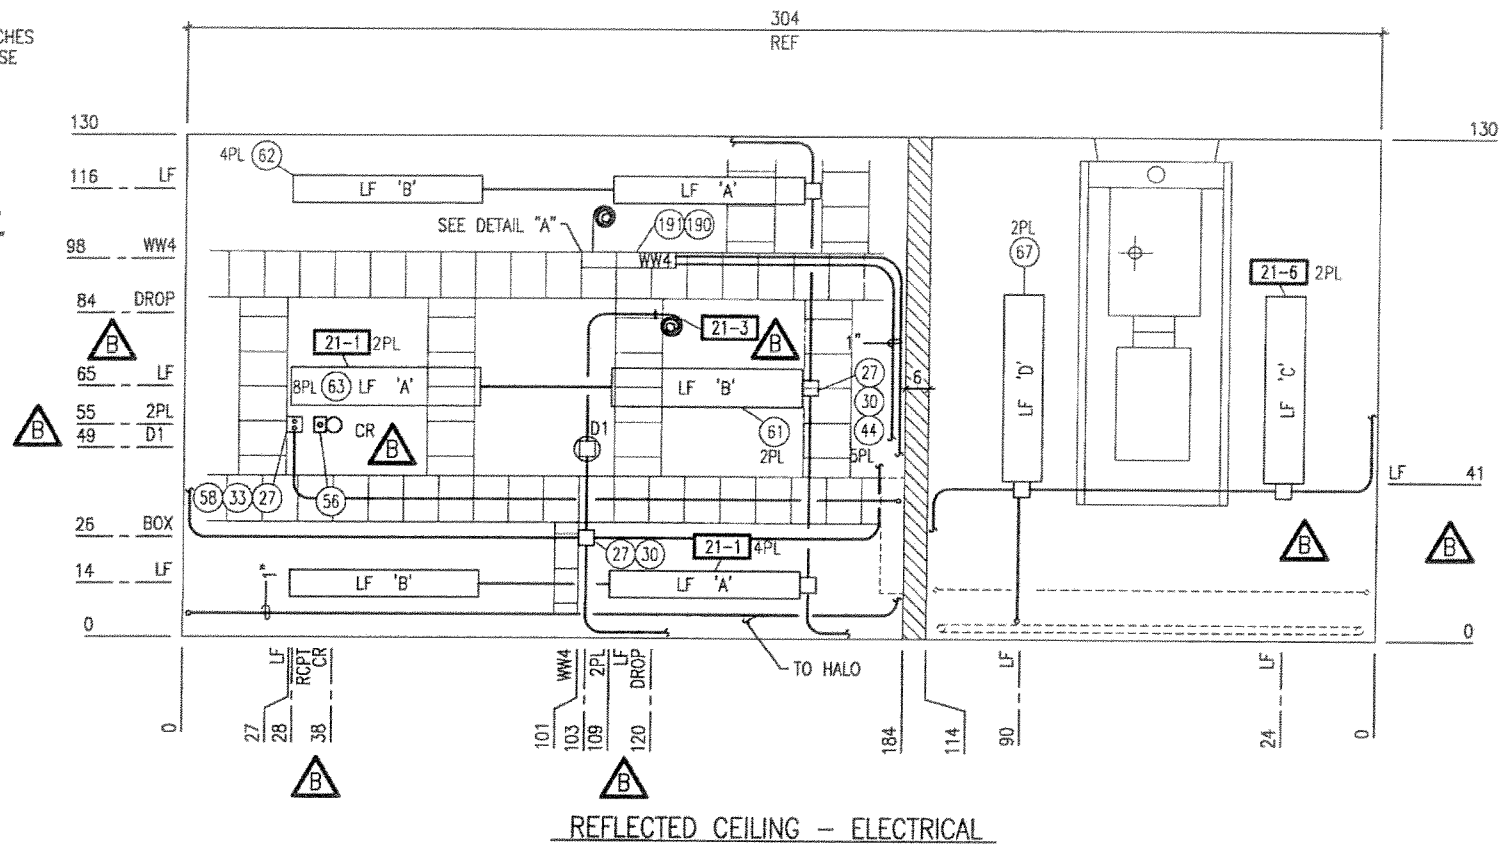 CHES
SE
304
REF
130
130
4PL 62
116 LF
LF 'B'
LF 'A'
SEE DETAIL "A"
191 190
98 WW4
WW4
2PL
67
21-6 2PL
84 DROP
B
21-1 2PL
21-3
B
1"
65 LF
8PL 63 LF 'A'
LF 'B'
27
6
LF 'D'
LF 'C'
30
55 2PL
B
49 D1
CR
B
D1
61
2PL
44
5PL
LF 41
58 33 27
56
26 BOX
27 30
21-1 4PL
B
B
14 LF
1"
LF 'B'
LF 'A'
0
0
TO HALO
LF
RCPT
CR
WW4
2PL
LF
DROP
LF
LF
0
27
28
38
101
103
109
120
184
114
90
24
0
B
B
REFLECTED CEILING - ELECTRICAL